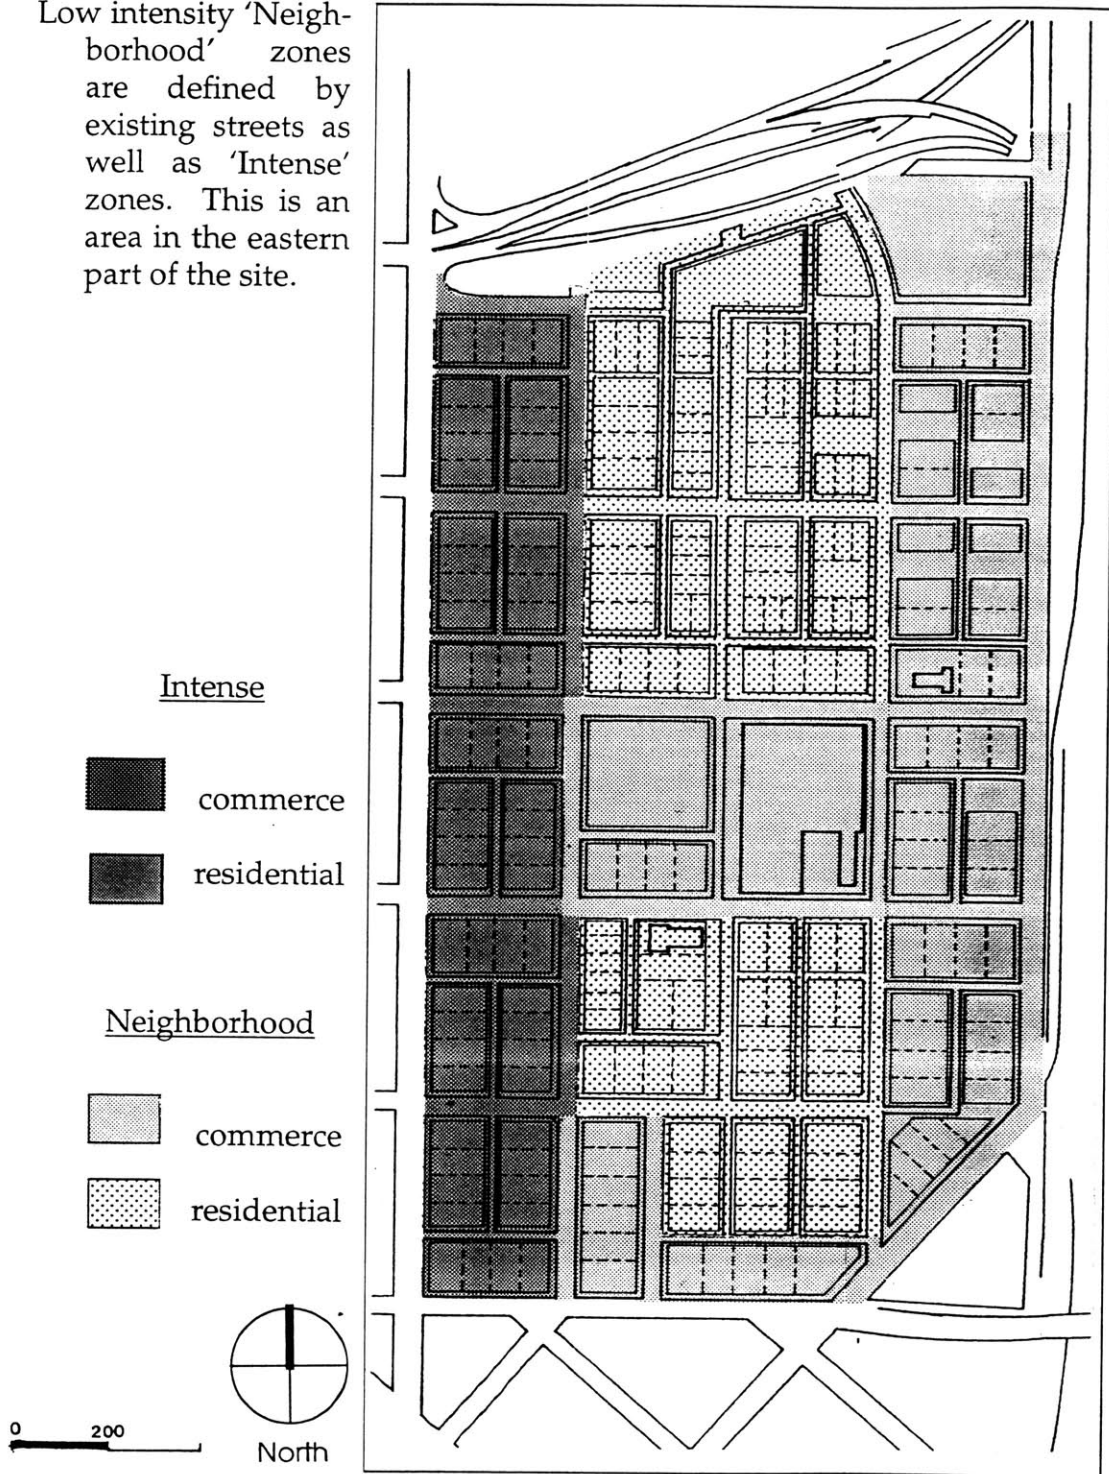 Low intensity 'Neigh-
borhood' zones
are defined by
existing streets as
well as 'Intense'
zones. This is an
area in the eastern
part of the site.
Intense
commerce
residential
Neighborhood
commerce
residential
0 200
North